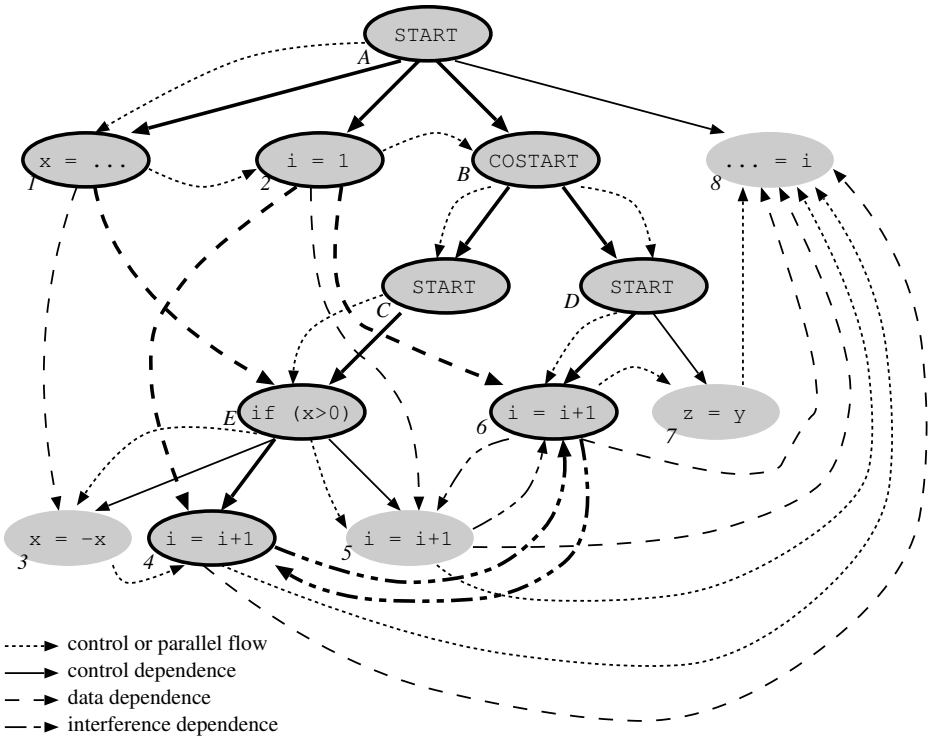 START
A
x = ...
1
i = 1
2
COSTART
B
... = i
8
START
C
START
D
if (x>0)
E
i = i+1
6
z = y
7
x = -x
3
i = i+1
4
i = i+1
5
control or parallel flow
control dependence
data dependence
interference dependence